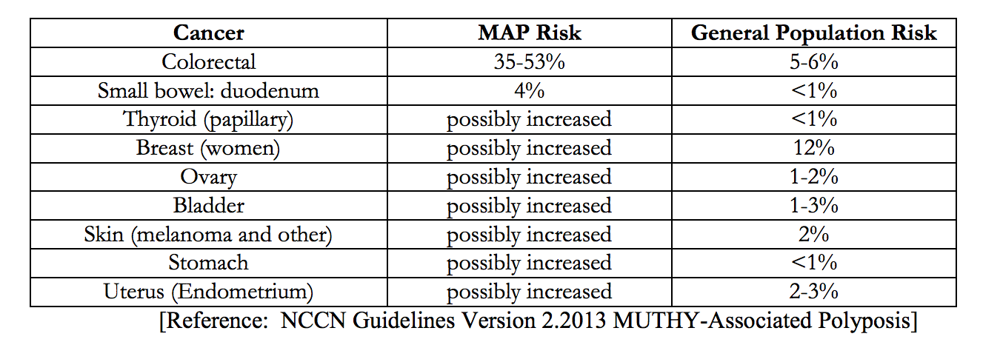 Cancer MAP Risk General Population Risk
Colorectal 35-53% 5-6%
Small bowel: duodenum 4% <1%
Thyroid (papillary) possibly increased <1%
Breast (women) possibly increased 12%
Ovary possibly increased 1-2%
Bladder possibly increased 1-3%
Skin (melanoma and other) possibly increased 2%
Stomach possibly increased <1%
Uterus (Endometrium) possibly increased 2-3%
[Reference:  NCCN Guidelines Version 2.2013 MUTHY-Associated Polyposis]